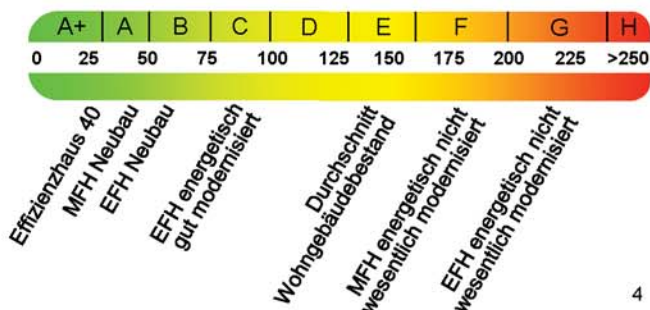 A+ A B C D E F G H
0 25 50 75 100 125 150 175 200 225 >250
Effizienzhaus 40
MFH Neubau
EFH Neubau
EFH energetisch
gut modernisiert
Durchschnitt
Wohngebäudebestand
MFH energetisch nicht
wesentlich modernisiert
EFH energetisch nicht
wesentlich modernisiert
4